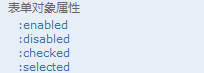 表单对象属性
:enabled
:disabled
:checked
:selected